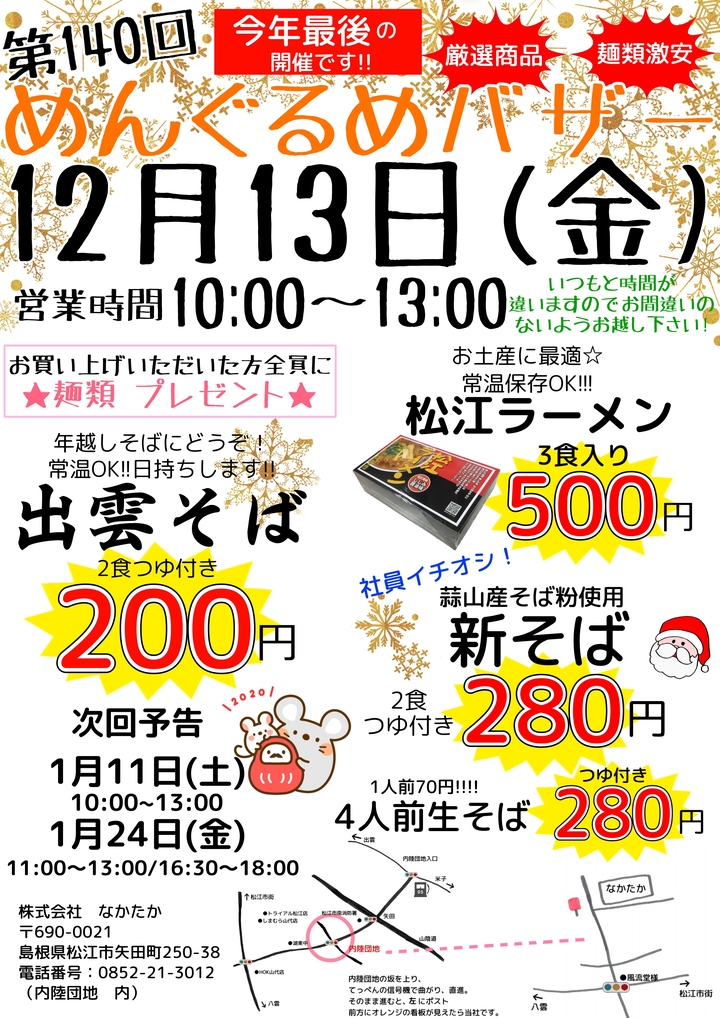 第140回
今年最後の
開催です!!
厳選商品
麺類激安
めんぐるめバザー
12月13日(金)
営業時間10:00～13:00
いつもと時間が
違いますのでお間違いの
ないようお越し下さい!
お買い上げいただいた方全員に
★麺類 プレゼント★
お土産に最適☆
常温保存OK!!!
松江ラーメン
3食入り
500円
年越しそばにどうぞ！
常温OK!!日持ちします!!
出雲そば
2食つゆ付き
200円
社員イチオシ！
蒜山産そば粉使用
新そば
2食
つゆ付き
280円
次回予告
\2020/
1月11日(土)
10:00~13:00
1月24日(金)
11:00～13:00/16:30～18:00
1人前70円!!!!
4人前生そば
つゆ付き
280円
株式会社　なかたか
〒690-0021
島根県松江市矢田町250-38
電話番号：0852-21-3012
（内陸団地　内）
出雲
内陸団地入口
米子
松江市街
●トライアル松江店
●しまむら山代店
松江市南消防署
矢田
山陰道
●湖東中
内陸団地
●HOK山代店
八雲
内陸団地の坂を上り、
てっぺんの信号機で曲がり、直進。
そのまま進むと、左にポスト
前方にオレンジの看板が見えたら当社です。
なかたか
●風流堂様
松江市街
八雲